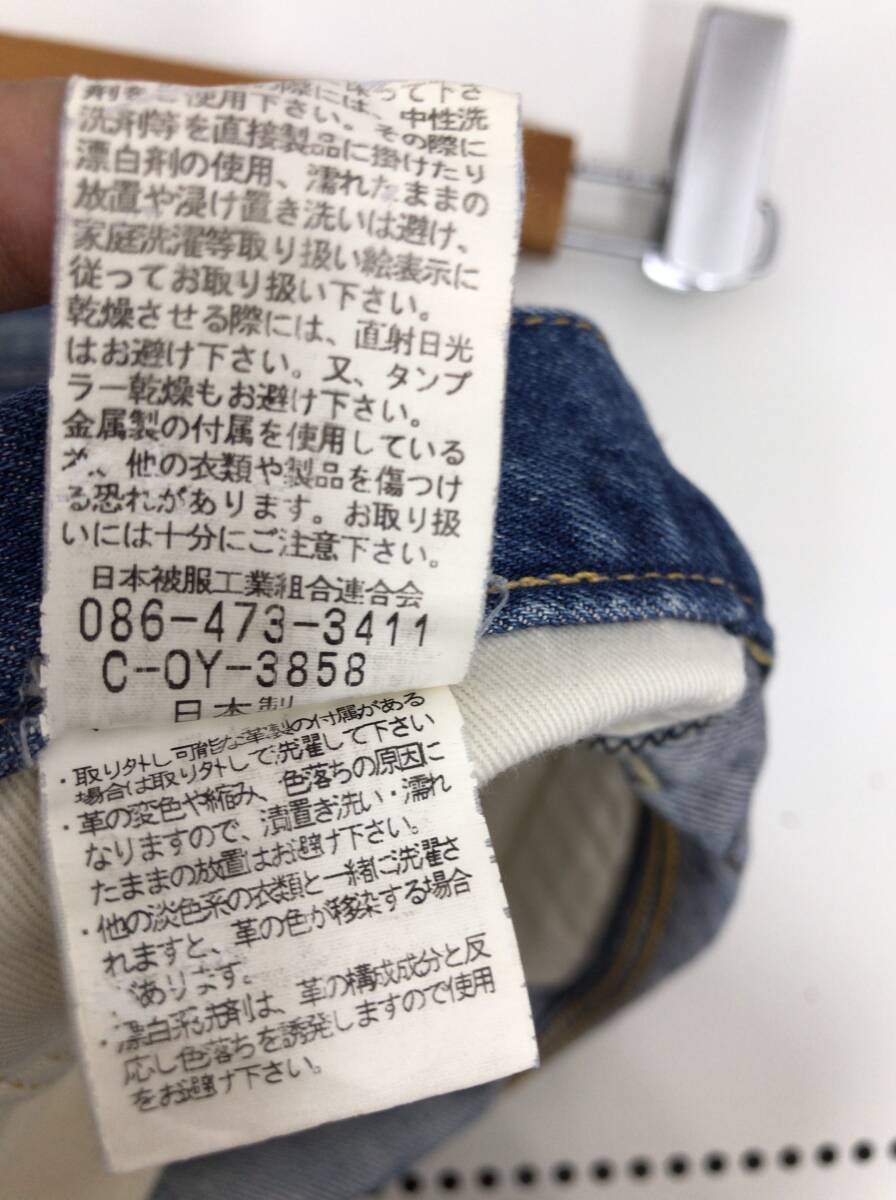 って下さ
剤をご使用下さい。中性洗
洗剤等を直接製品に掛けたり
漂白剤の使用、濡れたままの
放置や浸け置き洗いは避け、
家庭洗濯等取り扱い絵表示に
従ってお取り扱い下さい。
乾燥させる際には、直射日光
はお避け下さい。又、タンブ
ラー乾燥もお避け下さい。
金属製の付属を使用している
為、他の衣類や製品を傷つけ
る恐れがあります。お取り扱
いには十分にご注意下さい。
日本被服工業組合連合会
086-473-3411
C-OY-3858
日本製
・取り外し可能な革製の付属がある
場合は取り外して洗濯して下さい
・革の変色や縮み、色落ちの原因に
なりますので、漬置き洗い・濡れ
たままの放置はお避け下さい。
・他の淡色系の衣類と一緒に洗濯さ
れますと、革の色が移染する場合
があります。
・漂白系洗剤は、革の構成成分と反
応し色落ちを誘発しますので使用
をお避け下さい。